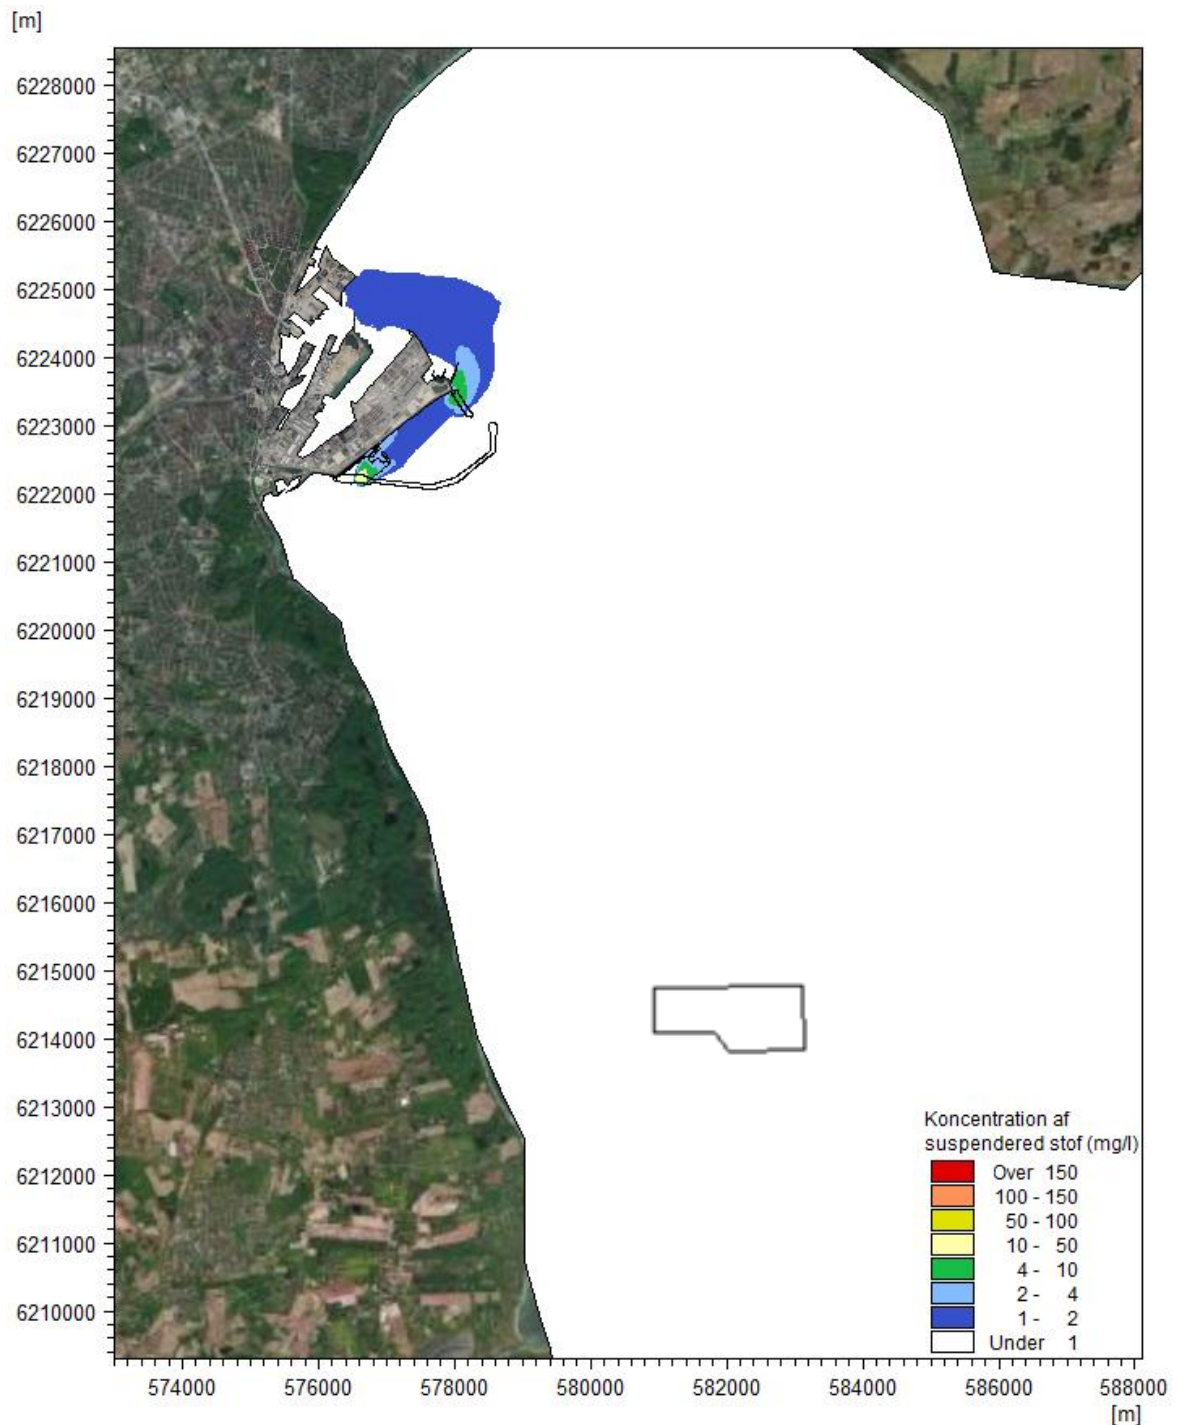 [m]
6228000
6227000
6226000
6225000
6224000
6223000
6222000
6221000
6220000
6219000
6218000
6217000
6216000
6215000
6214000
6213000
6212000
6211000
6210000
Koncentration af
suspendered stof (mg/l)
Over 150
100 - 150
50 - 100
10 - 50
4 - 10
2 - 4
1 - 2
Under 1
574000 576000 578000 580000 582000 584000 586000 588000
[m]